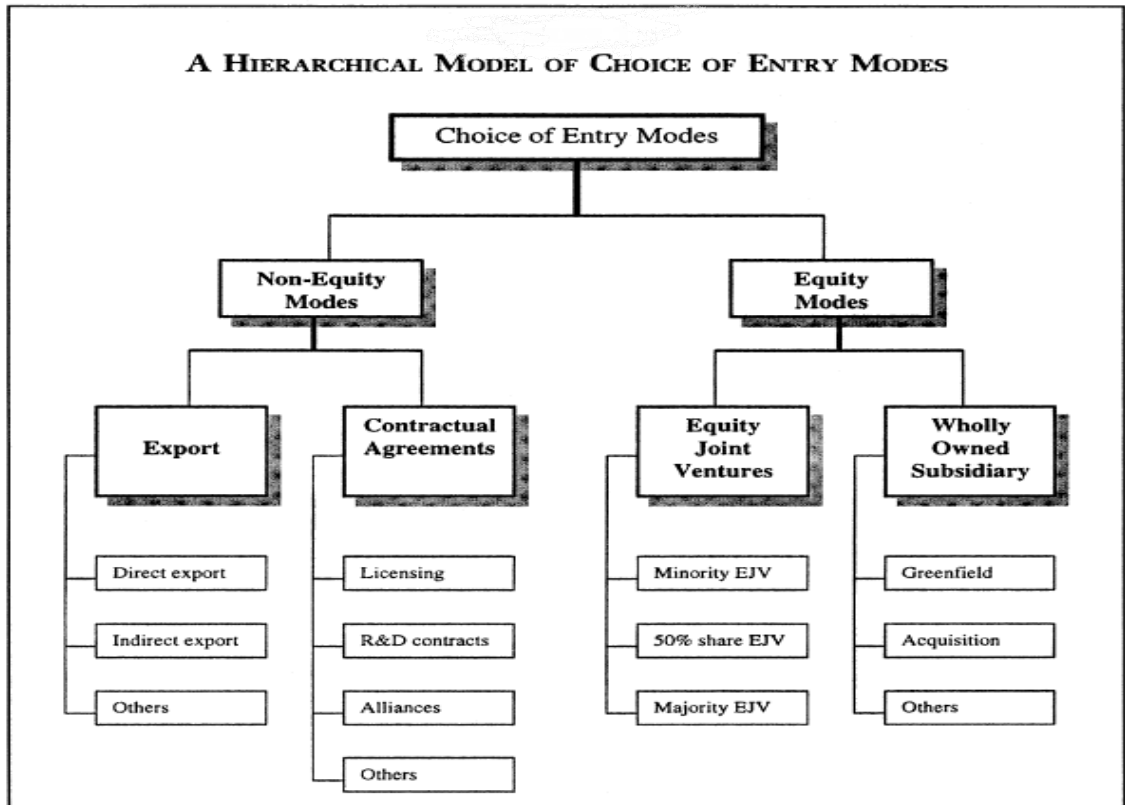 A HIERARCHICAL MODEL OF CHOICE OF ENTRY MODES
Choice of Entry Modes
Non-Equity
Modes
Equity
Modes
Export
Contractual
Agreements
Equity
Joint
Ventures
Wholly
Owned
Subsidiary
Direct export
Indirect export
Others
Licensing
R&D contracts
Alliances
Others
Minority EJV
50% share EJV
Majority EJV
Greenfield
Acquisition
Others